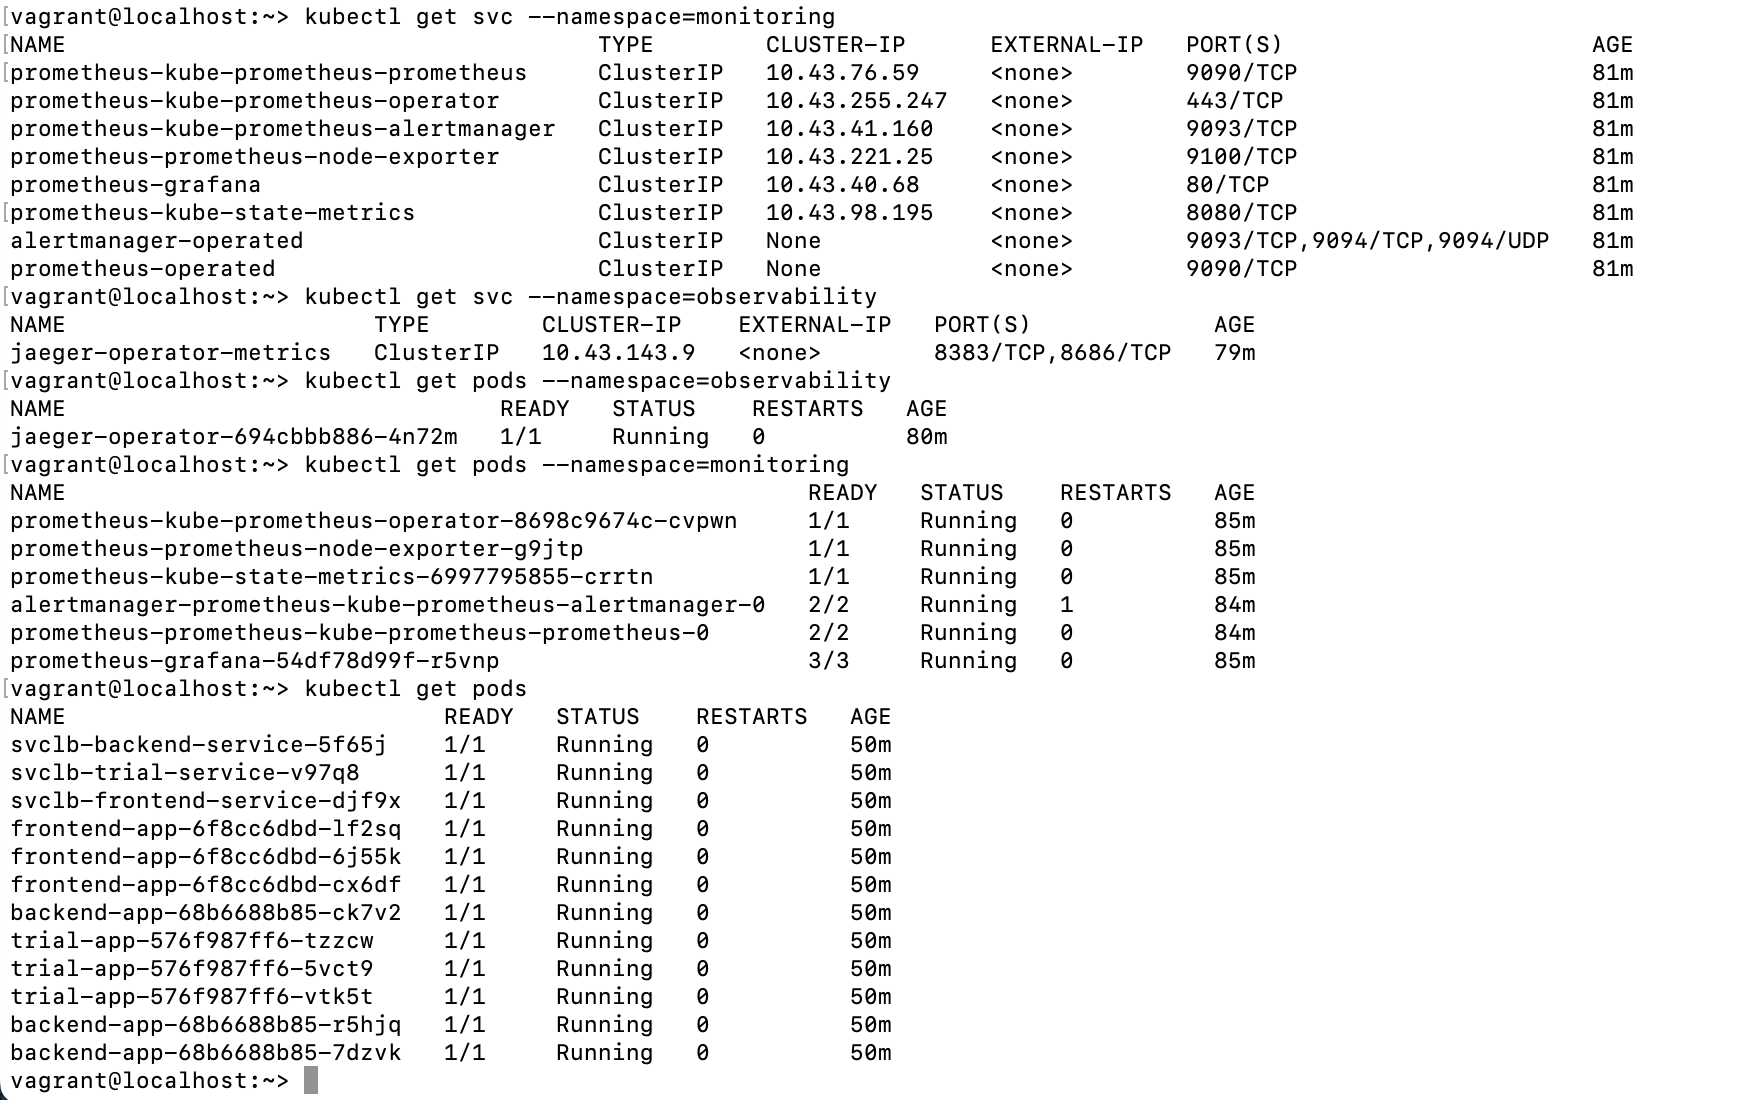 [vagrant@localhost:~> kubectl get svc --namespace=monitoring
[NAME TYPE CLUSTER-IP EXTERNAL-IP PORT(S) AGE
[prometheus-kube-prometheus-prometheus ClusterIP 10.43.76.59 <none> 9090/TCP 81m
prometheus-kube-prometheus-operator ClusterIP 10.43.255.247 <none> 443/TCP 81m
prometheus-kube-prometheus-alertmanager ClusterIP 10.43.41.160 <none> 9093/TCP 81m
prometheus-prometheus-node-exporter ClusterIP 10.43.221.25 <none> 9100/TCP 81m
prometheus-grafana ClusterIP 10.43.40.68 <none> 80/TCP 81m
[prometheus-kube-state-metrics ClusterIP 10.43.98.195 <none> 8080/TCP 81m
alertmanager-operated ClusterIP None <none> 9093/TCP,9094/TCP,9094/UDP 81m
prometheus-operated ClusterIP None <none> 9090/TCP 81m
[vagrant@localhost:~> kubectl get svc --namespace=observability
NAME TYPE CLUSTER-IP EXTERNAL-IP PORT(S) AGE
jaeger-operator-metrics ClusterIP 10.43.143.9 <none> 8383/TCP,8686/TCP 79m
[vagrant@localhost:~> kubectl get pods --namespace=observability
NAME READY STATUS RESTARTS AGE
jaeger-operator-694cbbb886-4n72m 1/1 Running 0 80m
[vagrant@localhost:~> kubectl get pods --namespace=monitoring
NAME READY STATUS RESTARTS AGE
prometheus-kube-prometheus-operator-8698c9674c-cvpwn 1/1 Running 0 85m
prometheus-prometheus-node-exporter-g9jtp 1/1 Running 0 85m
prometheus-kube-state-metrics-6997795855-crrtn 1/1 Running 0 85m
alertmanager-prometheus-kube-prometheus-alertmanager-0 2/2 Running 1 84m
prometheus-prometheus-kube-prometheus-prometheus-0 2/2 Running 0 84m
prometheus-grafana-54df78d99f-r5vnp 3/3 Running 0 85m
[vagrant@localhost:~> kubectl get pods
NAME READY STATUS RESTARTS AGE
svclb-backend-service-5f65j 1/1 Running 0 50m
svclb-trial-service-v97q8 1/1 Running 0 50m
svclb-frontend-service-djf9x 1/1 Running 0 50m
frontend-app-6f8cc6dbd-lf2sq 1/1 Running 0 50m
frontend-app-6f8cc6dbd-6j55k 1/1 Running 0 50m
frontend-app-6f8cc6dbd-cx6df 1/1 Running 0 50m
backend-app-68b6688b85-ck7v2 1/1 Running 0 50m
trial-app-576f987ff6-tzzcw 1/1 Running 0 50m
trial-app-576f987ff6-5vct9 1/1 Running 0 50m
trial-app-576f987ff6-vtk5t 1/1 Running 0 50m
backend-app-68b6688b85-r5hjq 1/1 Running 0 50m
backend-app-68b6688b85-7dzvk 1/1 Running 0 50m
vagrant@localhost:~>